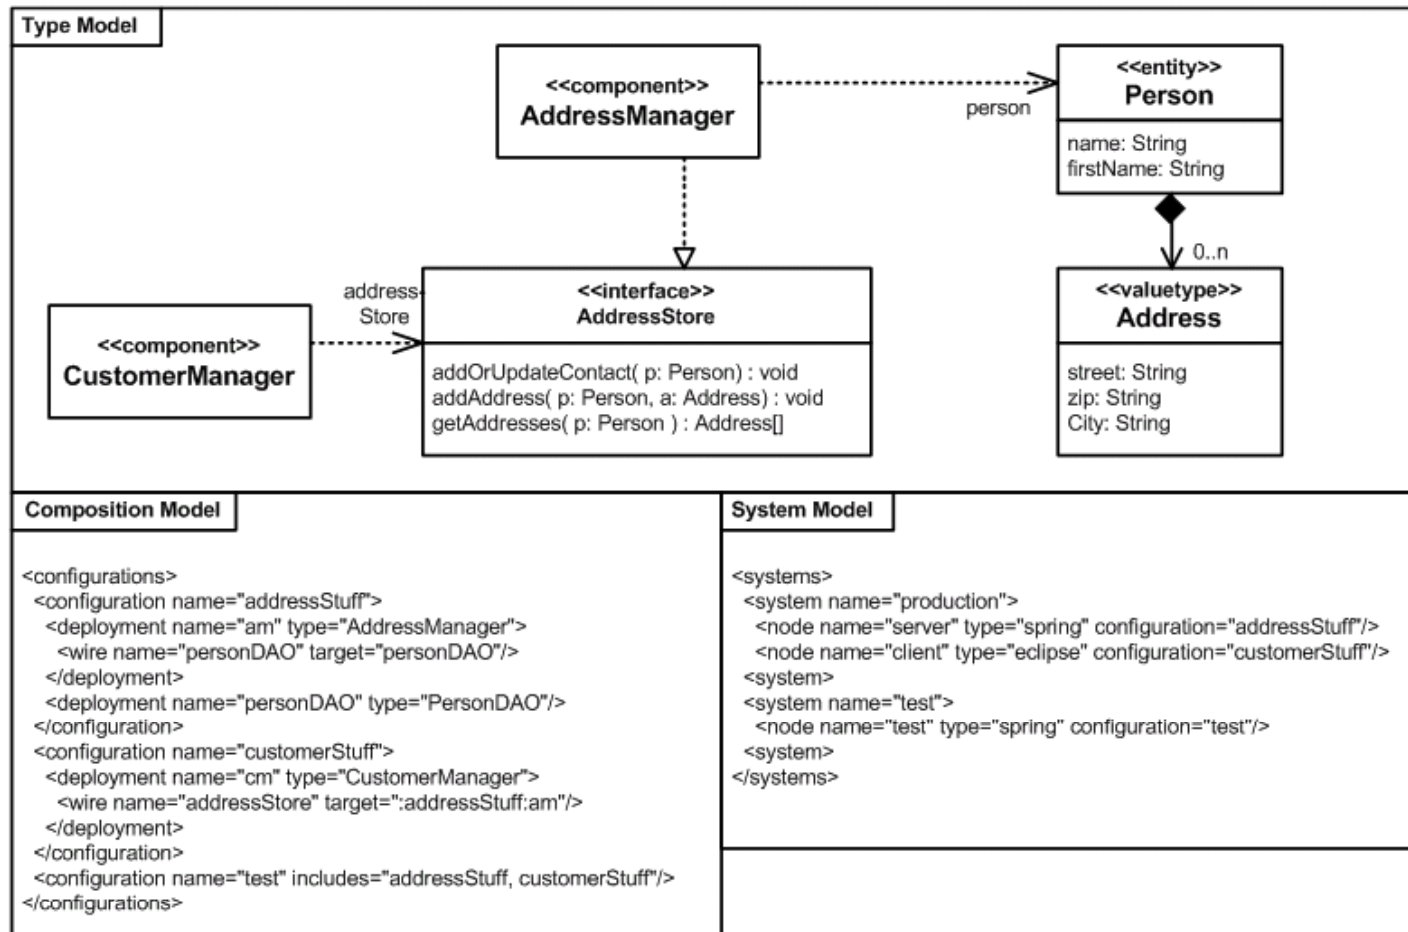 Type Model
<<component>>
AddressManager
person
<<entity>>
Person
name: String
firstName: String
0..n
<<valuetype>>
Address
street: String
zip: String
City: String
<<component>>
CustomerManager
address
Store
<<interface>>
AddressStore
addOrUpdateContact( p: Person) : void
addAddress( p: Person, a: Address) : void
getAddresses( p: Person ) : Address[]
Composition Model
<configurations>
<configuration name="addressStuff">
<deployment name="am" type="AddressManager">
<wire name="personDAO" target="personDAO"/>
</deployment>
<deployment name="personDAO" type="PersonDAO"/>
</configuration>
<configuration name="customerStuff">
<deployment name="cm" type="CustomerManager">
<wire name="addressStore" target=":addressStuff:am"/>
</deployment>
</configuration>
<configuration name="test" includes="addressStuff, customerStuff"/>
</configurations>
System Model
<systems>
<system name="production">
<node name="server" type="spring" configuration="addressStuff"/>
<node name="client" type="eclipse" configuration="customerStuff"/>
<system>
<system name="test">
<node name="test" type="spring" configuration="test"/>
<system>
</systems>